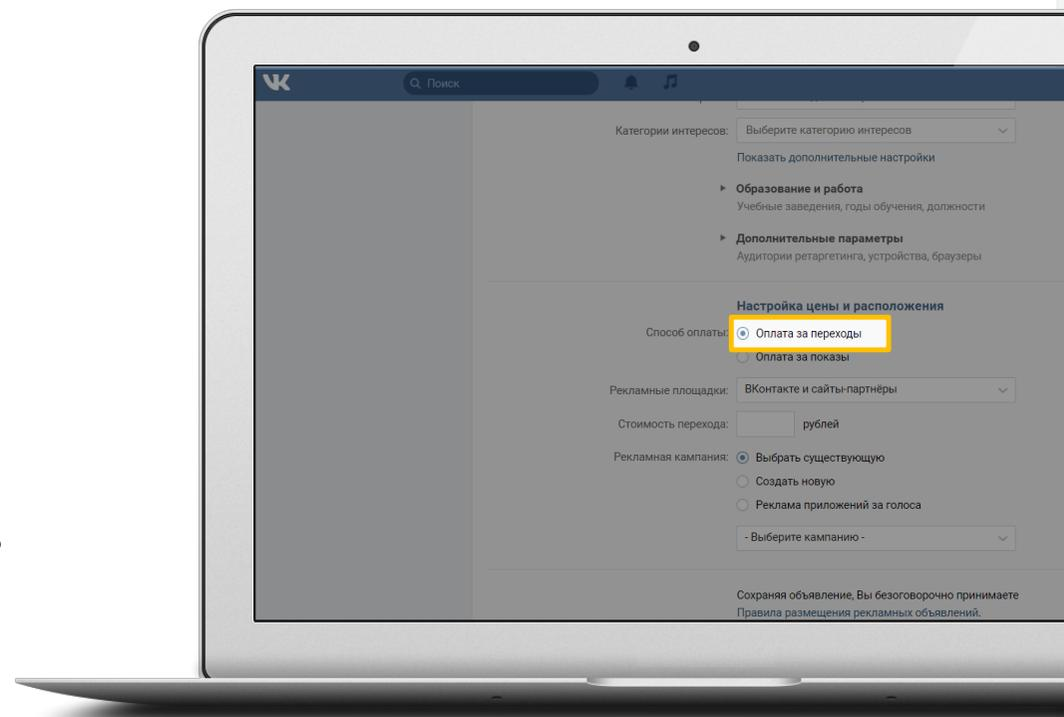 Поиск
Категории интересов: Выберите категорию интересов
Показать дополнительные настройки
Образование и работа
Учебные заведения, годы обучения, должности
Дополнительные параметры
Аудитории ретаргетинга, устройства, браузеры
Настройка цены и расположения
Способ оплаты: Оплата за переходы
Оплата за показы
Рекламные площадки: ВКонтакте и сайты-партнёры
Стоимость перехода: рублей
Рекламная кампания: Выбрать существующую
Создать новую
Реклама приложений за голоса
- Выберите кампанию -
Сохраняя объявление, Вы безоговорочно принимаете
Правила размещения рекламных объявлений.